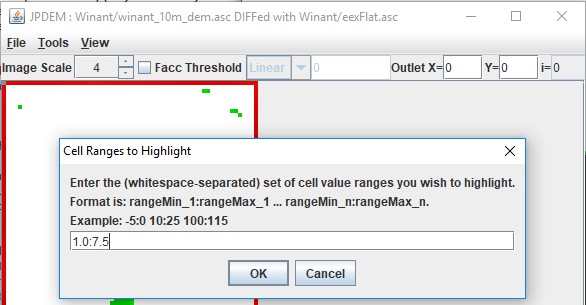 JPDEM : Winant/winant_10m_dem.asc DIFFed with Winant/eexFlat.asc
File Tools View
Image Scale 4 Facc Threshold Linear 0 Outlet X= 0 Y= 0 i= 0
Cell Ranges to Highlight
Enter the (whitespace-separated) set of cell value ranges you wish to highlight.
Format is: rangeMin_1:rangeMax_1 ... rangeMin_n:rangeMax_n.
Example: -5:0 10:25 100:115
1.0:7.5
OK Cancel